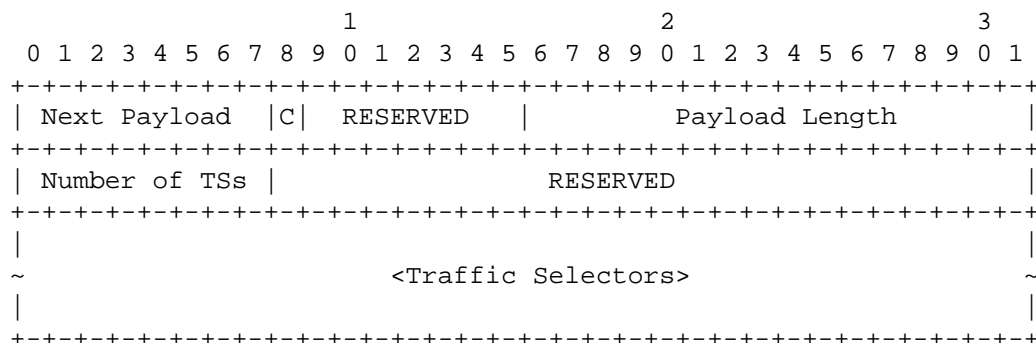 1                   2                   3
 0 1 2 3 4 5 6 7 8 9 0 1 2 3 4 5 6 7 8 9 0 1 2 3 4 5 6 7 8 9 0 1
+-+-+-+-+-+-+-+-+-+-+-+-+-+-+-+-+-+-+-+-+-+-+-+-+-+-+-+-+-+-+-+-+
| Next Payload  |C|  RESERVED   |         Payload Length        |
+-+-+-+-+-+-+-+-+-+-+-+-+-+-+-+-+-+-+-+-+-+-+-+-+-+-+-+-+-+-+-+-+
| Number of TSs |                 RESERVED                      |
+-+-+-+-+-+-+-+-+-+-+-+-+-+-+-+-+-+-+-+-+-+-+-+-+-+-+-+-+-+-+-+-+
|                                                               |
~                       <Traffic Selectors>                     ~
|                                                               |
+-+-+-+-+-+-+-+-+-+-+-+-+-+-+-+-+-+-+-+-+-+-+-+-+-+-+-+-+-+-+-+-+